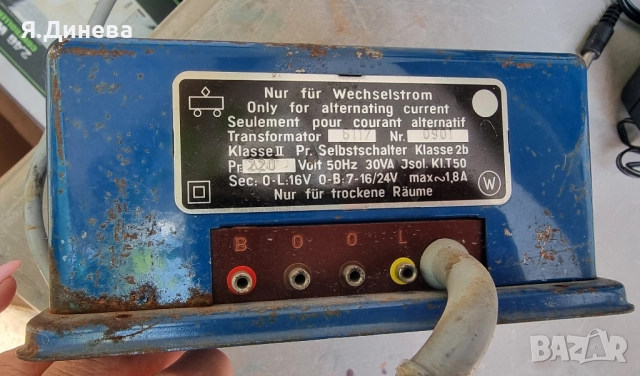 Я.Динева
Nur für Wechselstrom
Only for alternating current
Seulement pour courant alternatif
Transformator 6117 Nr. 0901
Klasse II Pr. Selbstschalter Klasse 2b
Pr. 220 Volt 50Hz 30VA Jsol. Kl.T50
Sec: 0-L:16V 0-B:7-16/24V max~1,8A
Nur für trockene Räume
W
B O O L
BAZAR